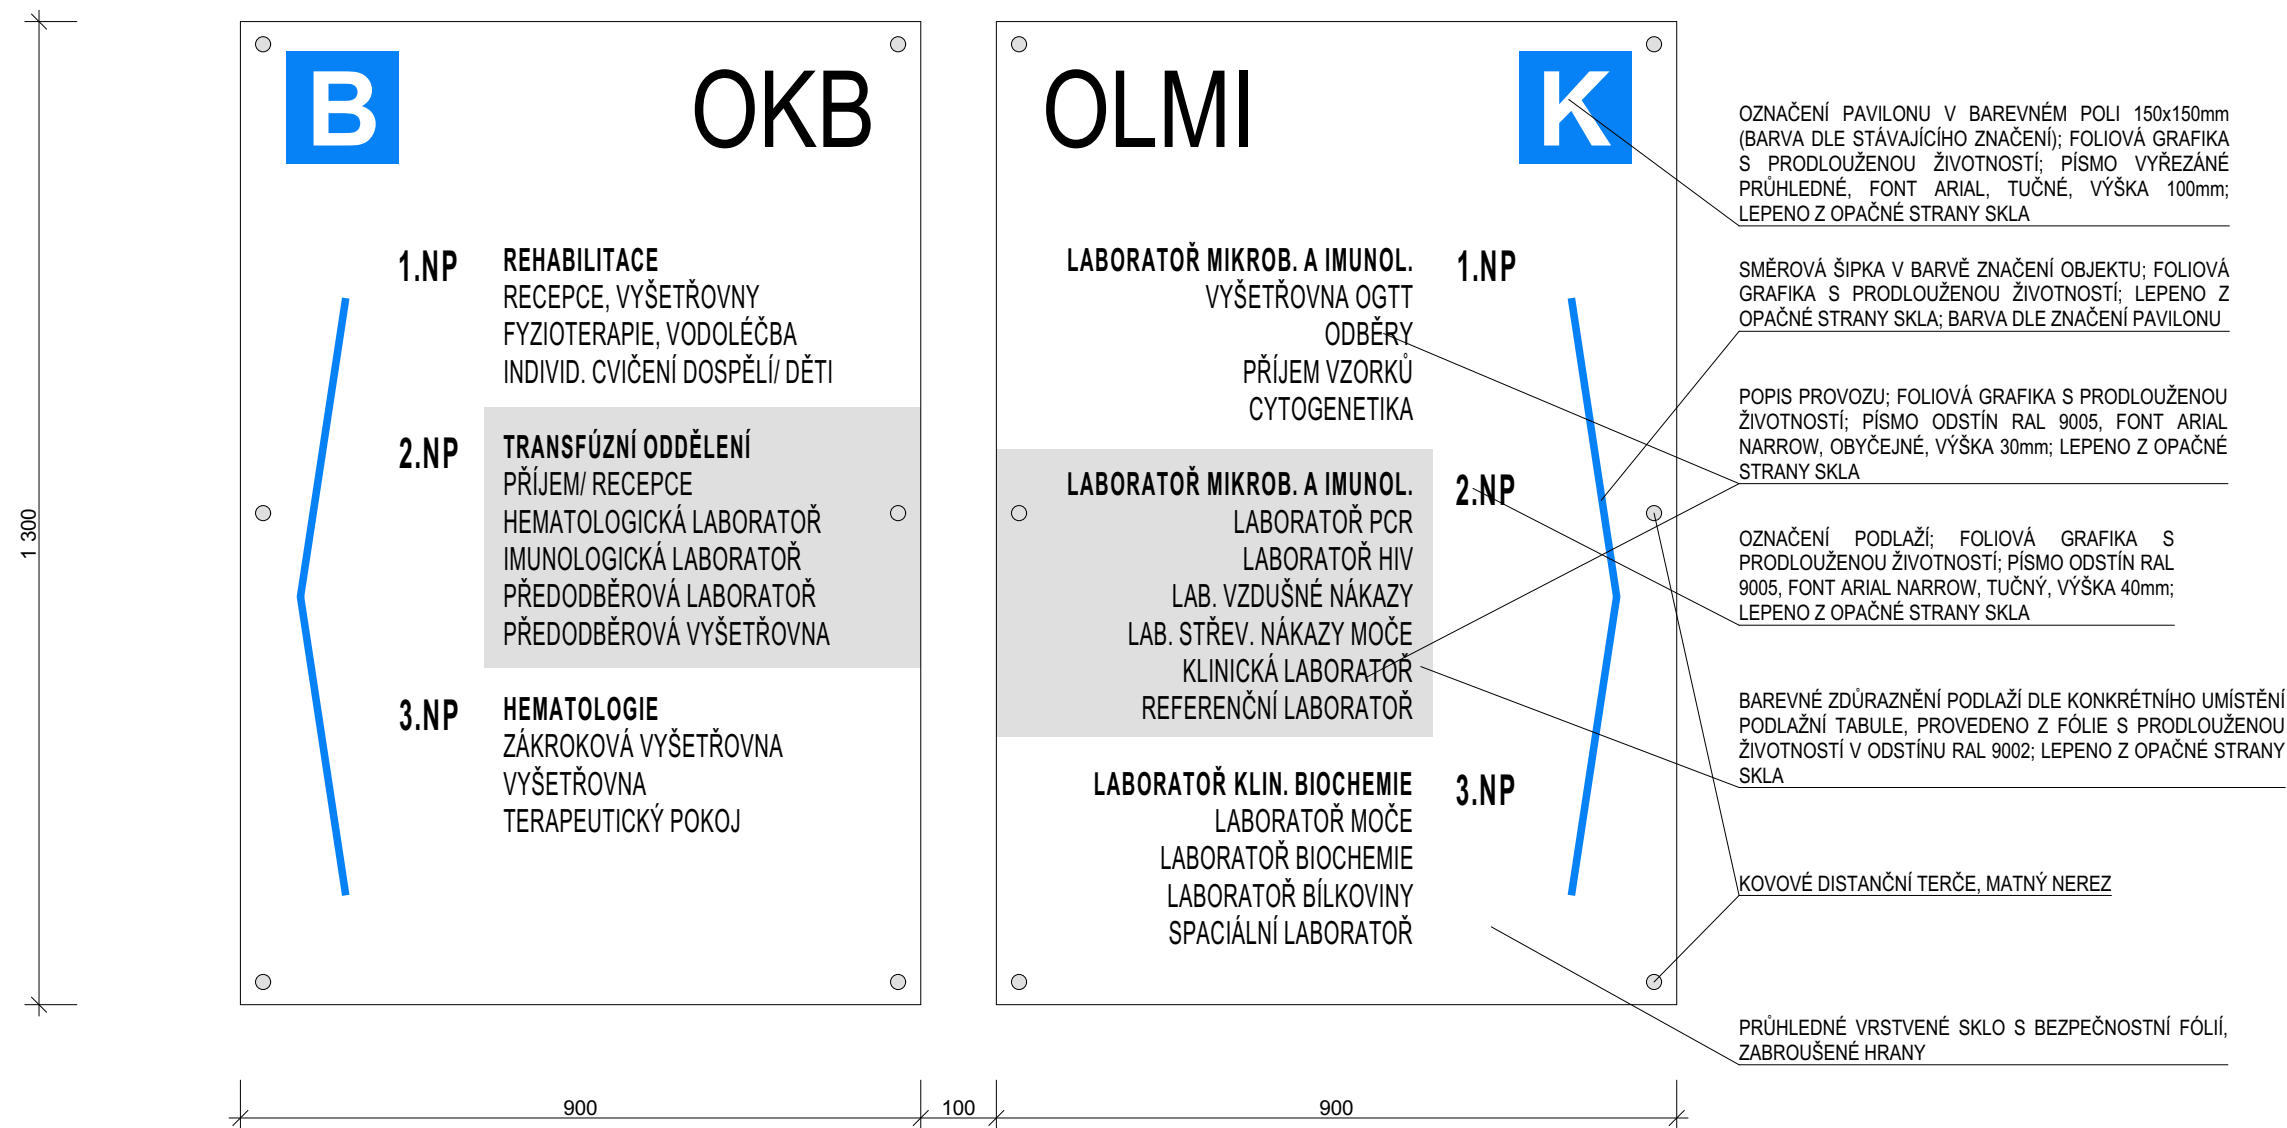 B
OKB
1.NP
REHABILITACE
RECEPCE, VYŠETŘOVNY
FYZIOTERAPIE, VODOLÉČBA
INDIVID. CVIČENÍ DOSPĚLÍ/ DĚTI
2.NP
TRANSFÚZNÍ ODDĚLENÍ
PŘÍJEM/ RECEPCE
HEMATOLOGICKÁ LABORATOŘ
IMUNOLOGICKÁ LABORATOŘ
PŘEDODBĚROVÁ LABORATOŘ
PŘEDODBĚROVÁ VYŠETŘOVNA
3.NP
HEMATOLOGIE
ZÁKROKOVÁ VYŠETŘOVNA
VYŠETŘOVNA
TERAPEUTICKÝ POKOJ
OLMI
K
LABORATOŘ MIKROB. A IMUNOL.
1.NP
VYŠETŘOVNA OGTT
ODBĚRY
PŘÍJEM VZORKŮ
CYTOGENETIKA
LABORATOŘ MIKROB. A IMUNOL.
2.NP
LABORATOŘ PCR
LABORATOŘ HIV
LAB. VZDUŠNÉ NÁKAZY
LAB. STŘEV. NÁKAZY MOČE
KLINICKÁ LABORATOŘ
REFERENČNÍ LABORATOŘ
LABORATOŘ KLIN. BIOCHEMIE
3.NP
LABORATOŘ MOČE
LABORATOŘ BIOCHEMIE
LABORATOŘ BÍLKOVINY
SPACIÁLNÍ LABORATOŘ
OZNAČENÍ PAVILONU V BAREVNÉM POLI 150x150mm
(BARVA DLE STÁVAJÍCÍHO ZNAČENÍ); FOLIOVÁ GRAFIKA
S PRODLOUŽENOU ŽIVOTNOSTÍ; PÍSMO VYŘEZÁNÉ
PRŮHLEDNÉ, FONT ARIAL, TUČNÉ, VÝŠKA 100mm;
LEPENO Z OPAČNÉ STRANY SKLA
SMĚROVÁ ŠIPKA V BARVĚ ZNAČENÍ OBJEKTU; FOLIOVÁ
GRAFIKA S PRODLOUŽENOU ŽIVOTNOSTÍ; LEPENO Z
OPAČNÉ STRANY SKLA; BARVA DLE ZNAČENÍ PAVILONU
POPIS PROVOZU; FOLIOVÁ GRAFIKA S PRODLOUŽENOU
ŽIVOTNOSTÍ; PÍSMO ODSTÍN RAL 9005, FONT ARIAL
NARROW, OBYČEJNÉ, VÝŠKA 30mm; LEPENO Z OPAČNÉ
STRANY SKLA
OZNAČENÍ PODLAŽÍ; FOLIOVÁ GRAFIKA S
PRODLOUŽENOU ŽIVOTNOSTÍ; PÍSMO ODSTÍN RAL
9005, FONT ARIAL NARROW, TUČNÝ, VÝŠKA 40mm;
LEPENO Z OPAČNÉ STRANY SKLA
BAREVNÉ ZDŮRAZNĚNÍ PODLAŽÍ DLE KONKRÉTNÍHO UMÍSTĚNÍ
PODLAŽNÍ TABULE, PROVEDENO Z FÓLIE S PRODLOUŽENOU
ŽIVOTNOSTÍ V ODSTÍNU RAL 9002; LEPENO Z OPAČNÉ STRANY
SKLA
KOVOVÉ DISTANČNÍ TERČE, MATNÝ NEREZ
PRŮHLEDNÉ VRSTVENÉ SKLO S BEZPEČNOSTNÍ FÓLIÍ,
ZABROUŠENÉ HRANY
1 300
900
100
900